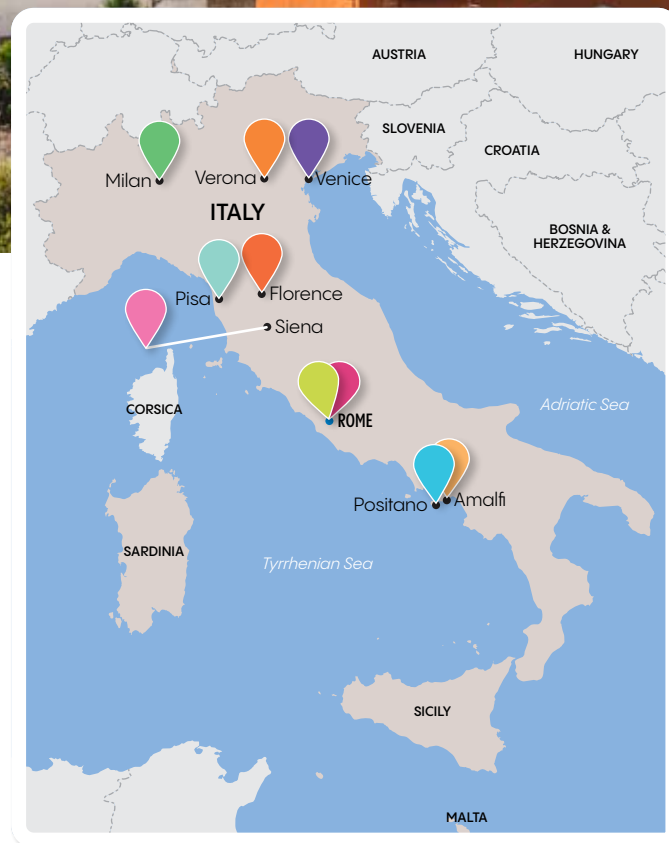 AUSTRIA
HUNGARY
SLOVENIA
CROATIA
Milan
Verona
Venice
ITALY
BOSNIA &
HERZEGOVINA
Pisa
Florence
Siena
CORSICA
Adriatic Sea
ROME
Positano
Amalfi
SARDINIA
Tyrrhenian Sea
SICILY
MALTA